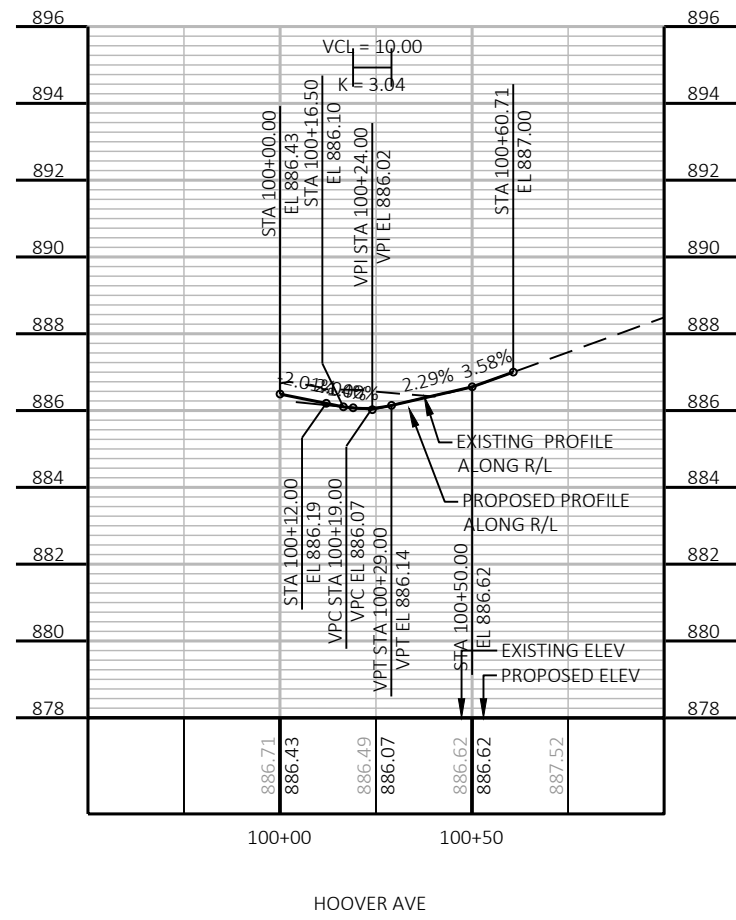 896 896
VCL = 10.00
K = 3.04
894 894
892 892
890 890
888 888
886 886
884 884
882 882
880 880
878 878
STA 100+00.00
EL 886.43
STA 100+16.50
EL 886.10
VPI STA 100+24.00
VPI EL 886.02
STA 100+60.71
EL 887.00
-2.01%
2.29%
3.58%
EXISTING PROFILE
ALONG R/L
PROPOSED PROFILE
ALONG R/L
STA 100+12.00
EL 886.19
VPC STA 100+19.00
VPC EL 886.07
VPT STA 100+29.00
VPT EL 886.14
STA 100+50.00
EL 886.62
EXISTING ELEV
PROPOSED ELEV
886.71
886.43
886.49
886.07
886.62
886.62
887.52
100+00
100+50
HOOVER AVE